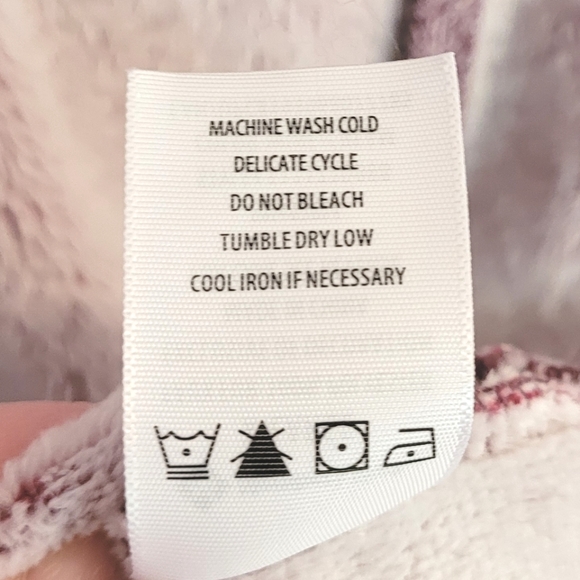 MACHINE WASH COLD
DELICATE CYCLE
DO NOT BLEACH
TUMBLE DRY LOW
COOL IRON IF NECESSARY